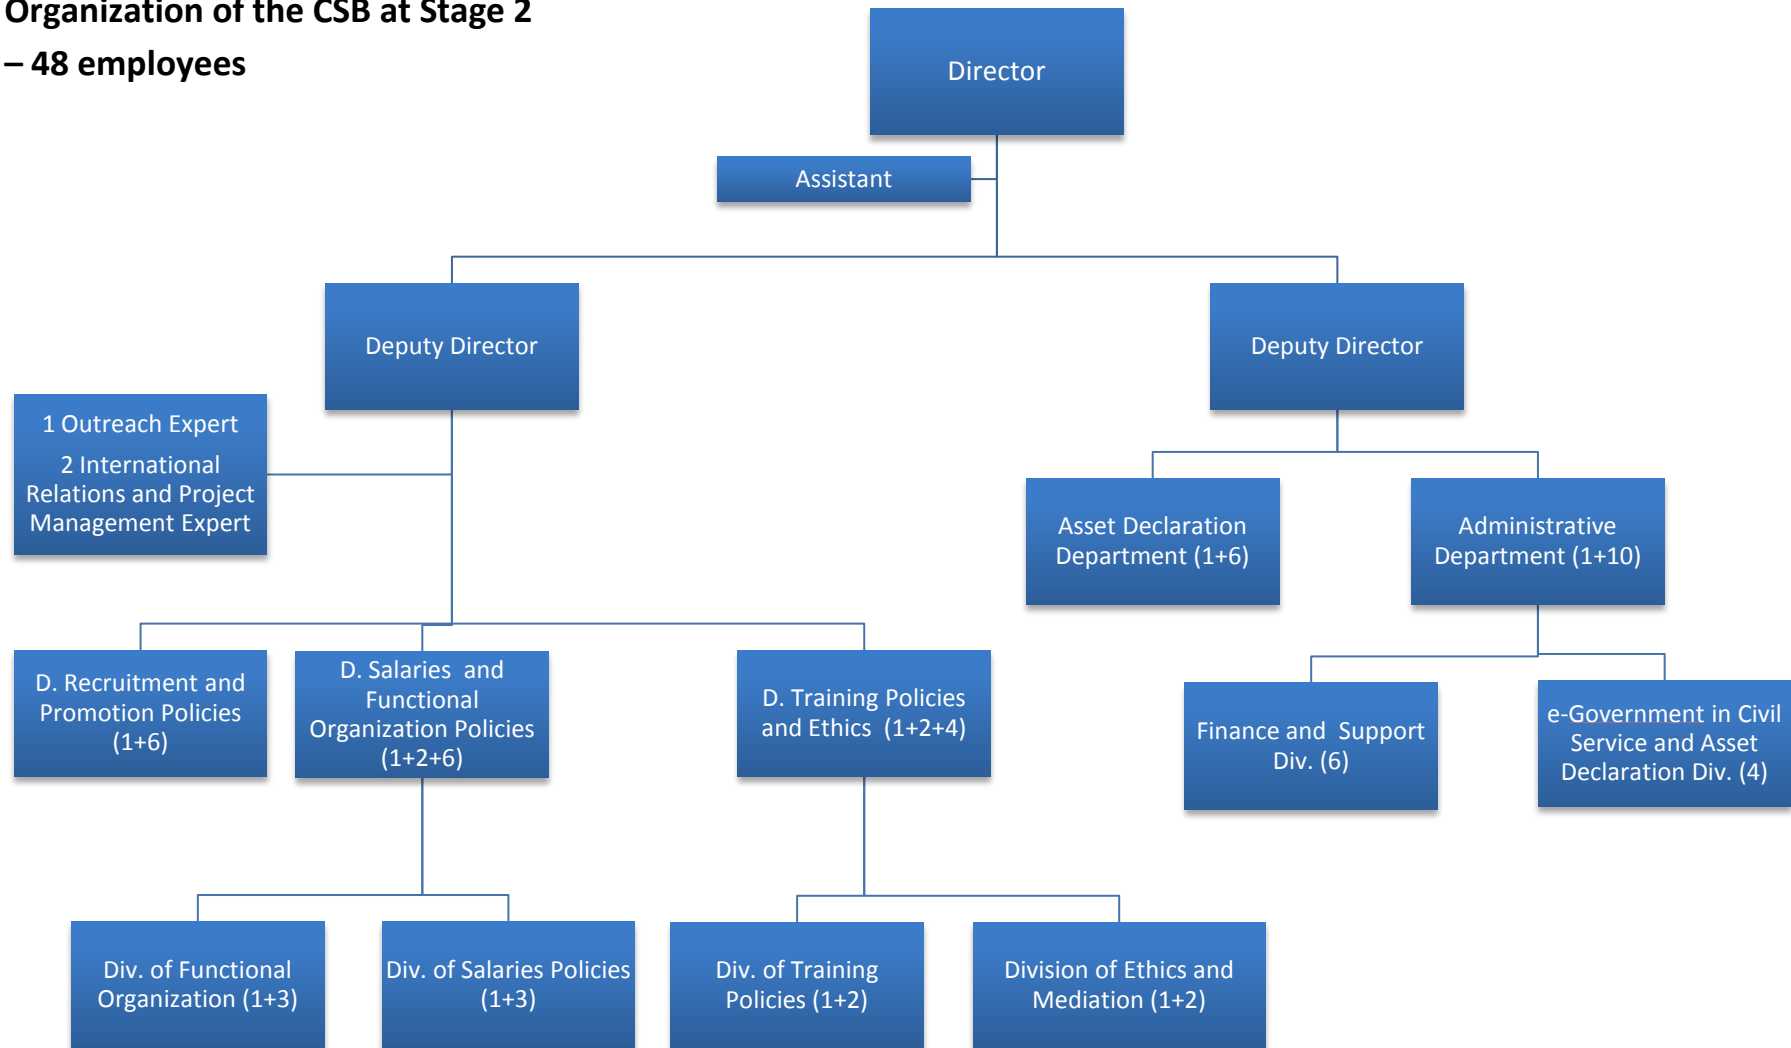 Organization of the CSB at Stage 2
– 48 employees
Director
Assistant
Deputy Director
Deputy Director
1 Outreach Expert
2 International
Relations and Project
Management Expert
Asset Declaration
Department (1+6)
Administrative
Department (1+10)
D. Recruitment and
Promotion Policies
(1+6)
D. Salaries and
Functional
Organization Policies
(1+2+6)
D. Training Policies
and Ethics (1+2+4)
Finance and Support
Div. (6)
e-Government in Civil
Service and Asset
Declaration Div. (4)
Div. of Functional
Organization (1+3)
Div. of Salaries Policies
(1+3)
Div. of Training
Policies (1+2)
Division of Ethics and
Mediation (1+2)